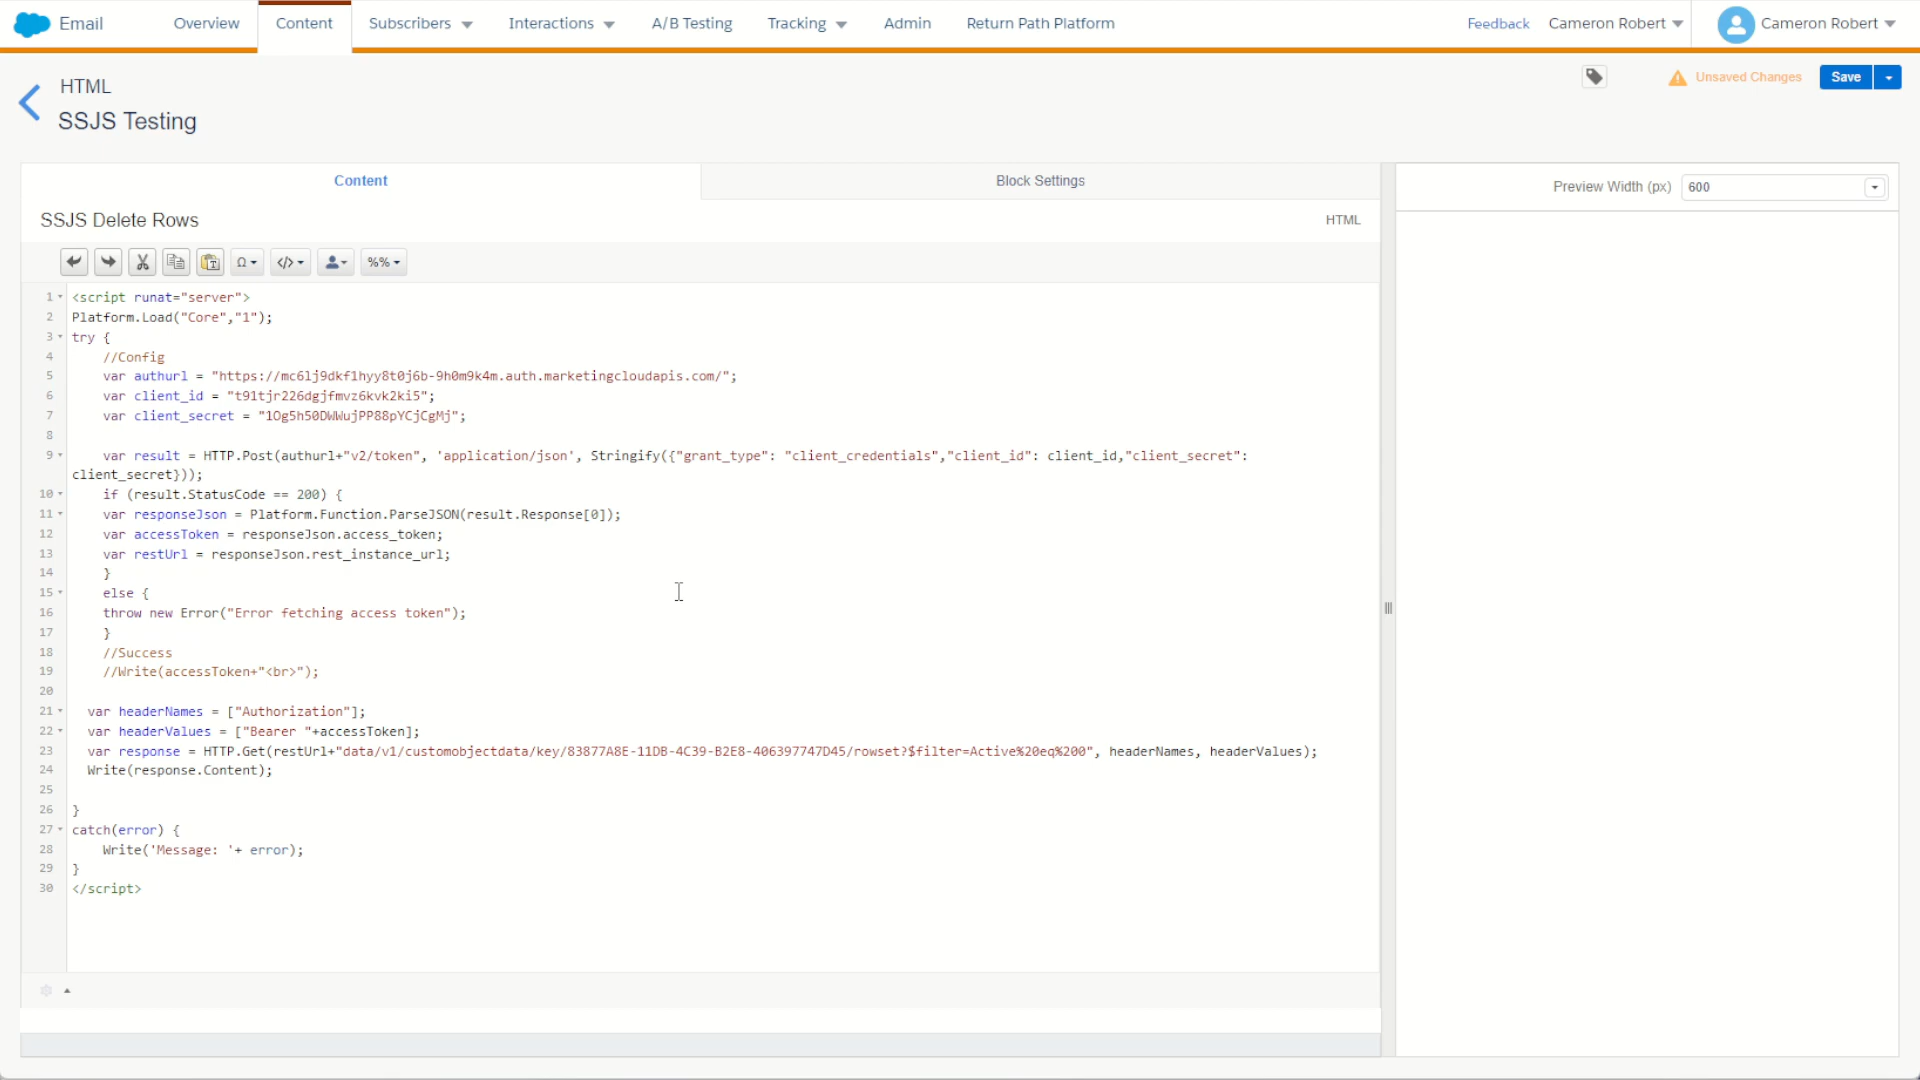 Email
Overview
Content
Subscribers
Interactions
A/B Testing
Tracking
Admin
Return Path Platform
Feedback
Cameron Robert
Cameron Robert
HTML
SSJS Testing
Unsaved Changes
Save
Content
Block Settings
Preview Width (px)
600
SSJS Delete Rows
HTML
Ω
</>
%%
1 <script runat="server">
2 Platform.Load("Core","1");
3 try {
4 //Config
5 var authurl = "https://mc6lj9dkf1hyy8t0j6b-9h0m9k4m.auth.marketingcloudapis.com/";
6 var client_id = "t91tjr226dgjfmvz6kvk2ki5";
7 var client_secret = "1Og5h50DWWujPP88pYCjCgMj";
8
9 var result = HTTP.Post(authurl+"v2/token", 'application/json', Stringify({"grant_type": "client_credentials","client_id": client_id,"client_secret":
client_secret}));
10 if (result.StatusCode == 200) {
11 var responseJson = Platform.Function.ParseJSON(result.Response[0]);
12 var accessToken = responseJson.access_token;
13 var restUrl = responseJson.rest_instance_url;
14 }
15 else {
16 throw new Error("Error fetching access token");
17 }
18 //Success
19 //Write(accessToken+"<br>");
20
21 var headerNames = ["Authorization"];
22 var headerValues = ["Bearer "+accessToken];
23 var response = HTTP.Get(restUrl+"data/v1/customobjectdata/key/83877A8E-11DB-4C39-B2E8-406397747D45/rowset?$filter=Active%20eq%200", headerNames, headerValues);
24 Write(response.Content);
25
26 }
27 catch(error) {
28 Write('Message: '+ error);
29 }
30 </script>